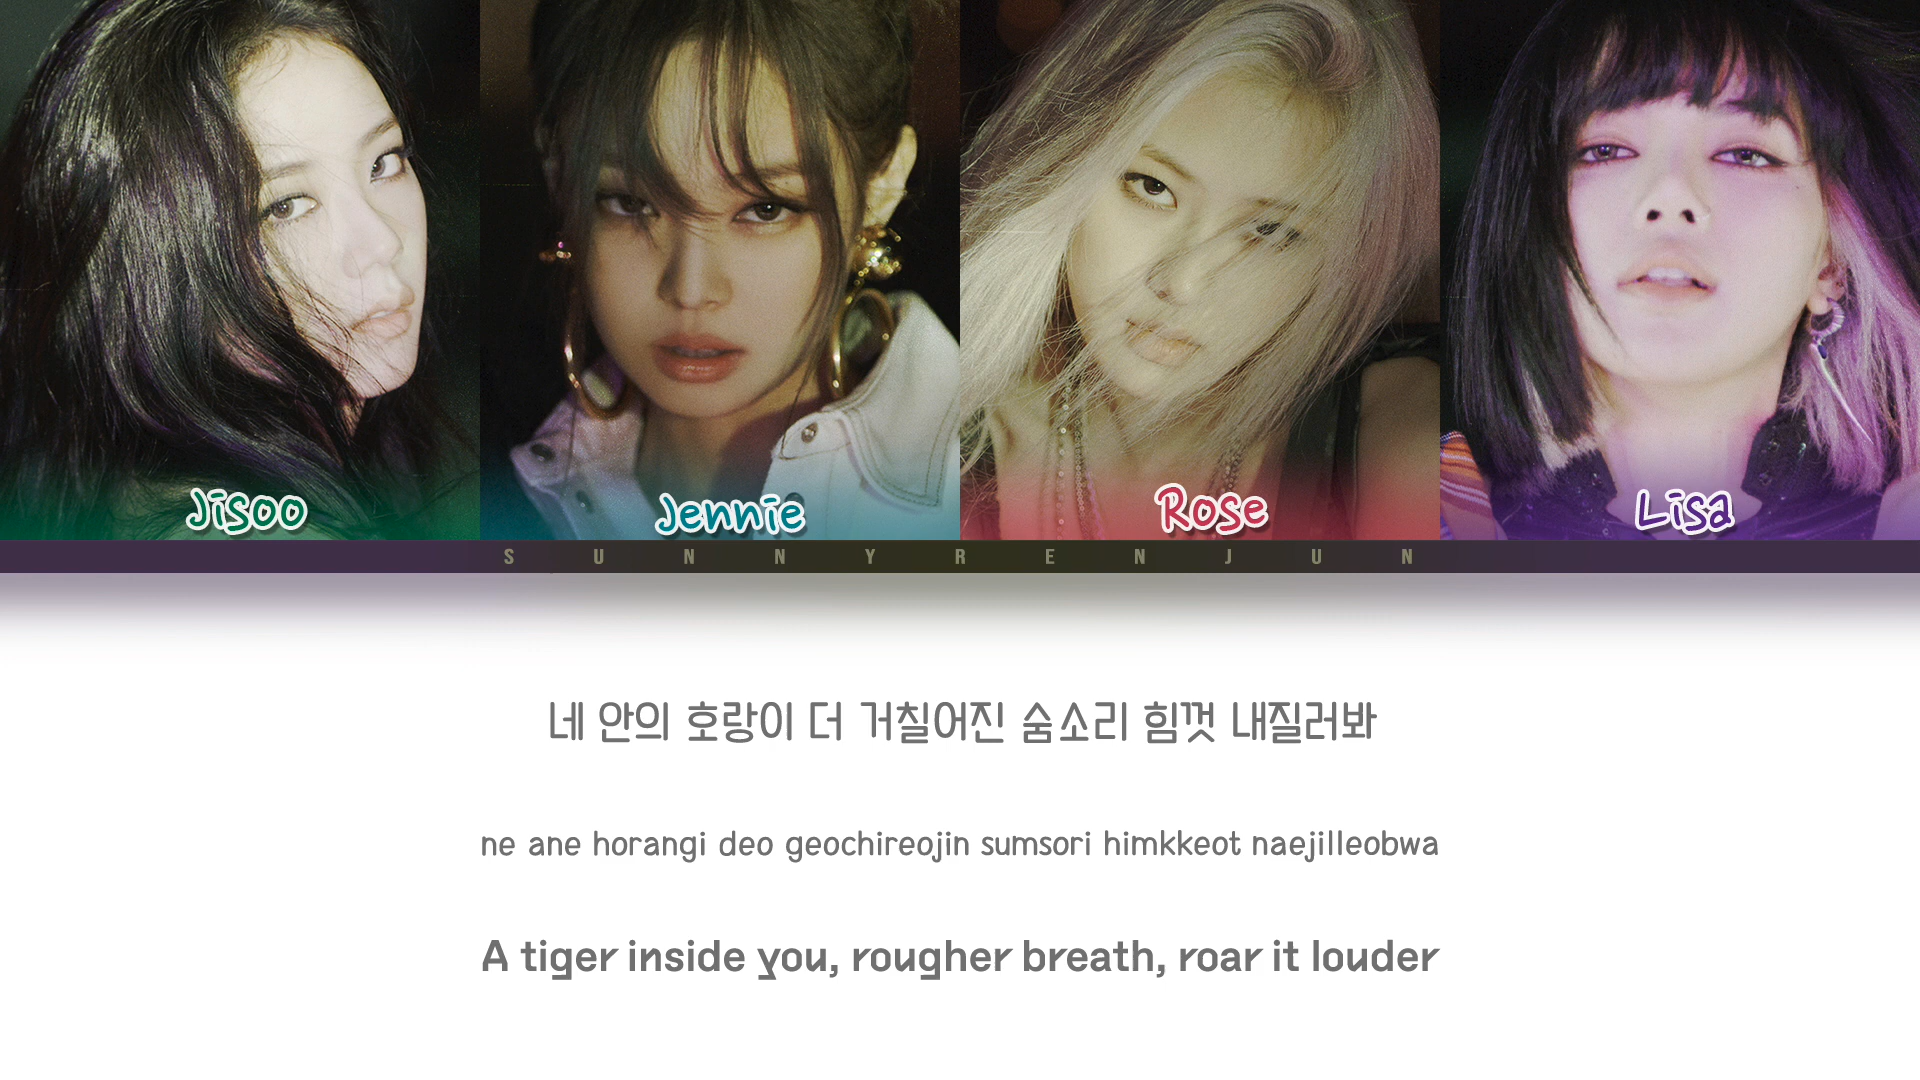 Jisoo
Jennie
Rose
Lisa
SUNNYRENJUN
네 안의 호랑이 더 거칠어진 숨소리 힘껏 내질러봐
ne ane horangi deo geochireojin sumsori himkkeot naejilleobwa
A tiger inside you, rougher breath, roar it louder